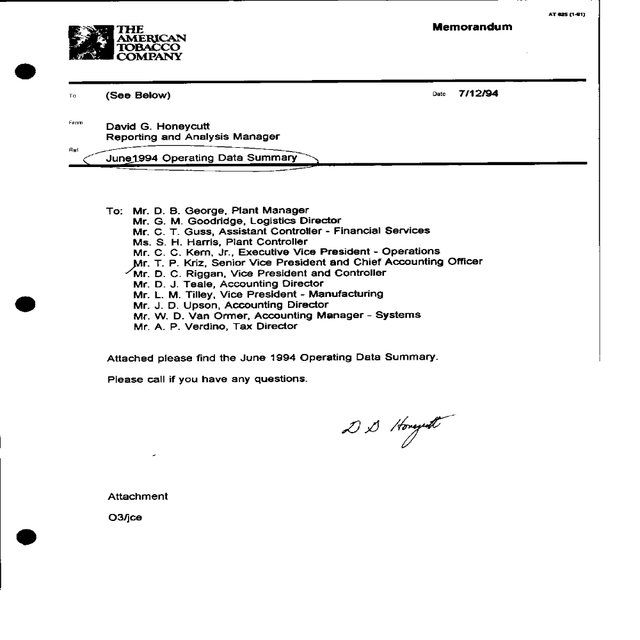 AT 825 (1-91)
THE
AMERICAN
TOBACCO
COMPANY
Memorandum
To (See Below) Date 7/12/94
From David G. Honeycutt
Reporting and Analysis Manager
Ref June 1994 Operating Data Summary
To: Mr. D. B. George, Plant Manager
Mr. G. M. Goodridge, Logistics Director
Mr. C. T. Guss, Assistant Controller - Financial Services
Ms. S. H. Harris, Plant Controller
Mr. C. C. Kern, Jr., Executive Vice President - Operations
Mr. T. P. Kriz, Senior Vice President and Chief Accounting Officer
Mr. D. C. Riggan, Vice President and Controller
Mr. D. J. Teale, Accounting Director
Mr. L. M. Tilley, Vice President - Manufacturing
Mr. J. D. Upson, Accounting Director
Mr. W. D. Van Ormer, Accounting Manager - Systems
Mr. A. P. Verdino, Tax Director
Attached please find the June 1994 Operating Data Summary.
Please call if you have any questions.
D G Honeycutt
Attachment
O3/jce